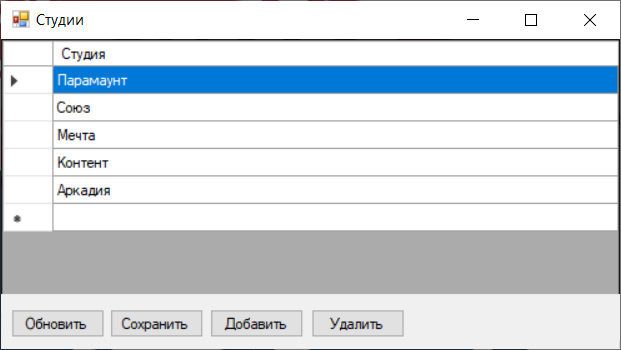 Студии
Студия
Парамаунт
Союз
Мечта
Контент
Аркадия
Обновить Сохранить Добавить Удалить